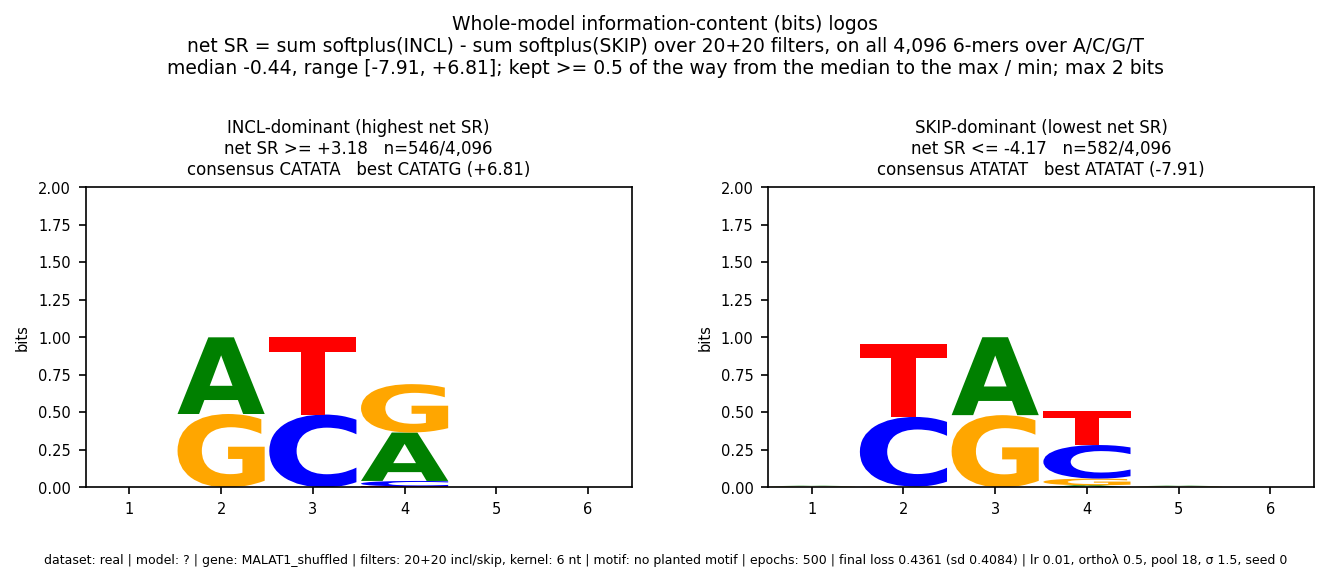 Whole-model information-content (bits) logos
net SR = sum softplus(INCL) - sum softplus(SKIP) over 20+20 filters, on all 4,096 6-mers over A/C/G/T
median -0.44, range [-7.91, +6.81]; kept >= 0.5 of the way from the median to the max / min; max 2 bits
INCL-dominant (highest net SR)
net SR >= +3.18 n=546/4,096
consensus CATATA best CATATG (+6.81)
2.00
1.75
1.50
1.25
1.00
0.75
0.50
0.25
0.00
bits
A
G
T
C
G
A
C
1 2 3 4 5 6
SKIP-dominant (lowest net SR)
net SR <= -4.17 n=582/4,096
consensus ATATAT best ATATAT (-7.91)
2.00
1.75
1.50
1.25
1.00
0.75
0.50
0.25
0.00
bits
T
C
A
G
T
C
G
1 2 3 4 5 6
dataset: real | model: ? | gene: MALAT1_shuffled | filters: 20+20 incl/skip, kernel: 6 nt | motif: no planted motif | epochs: 500 | final loss 0.4361 (sd 0.4084) | lr 0.01, orthoλ 0.5, pool 18, σ 1.5, seed 0